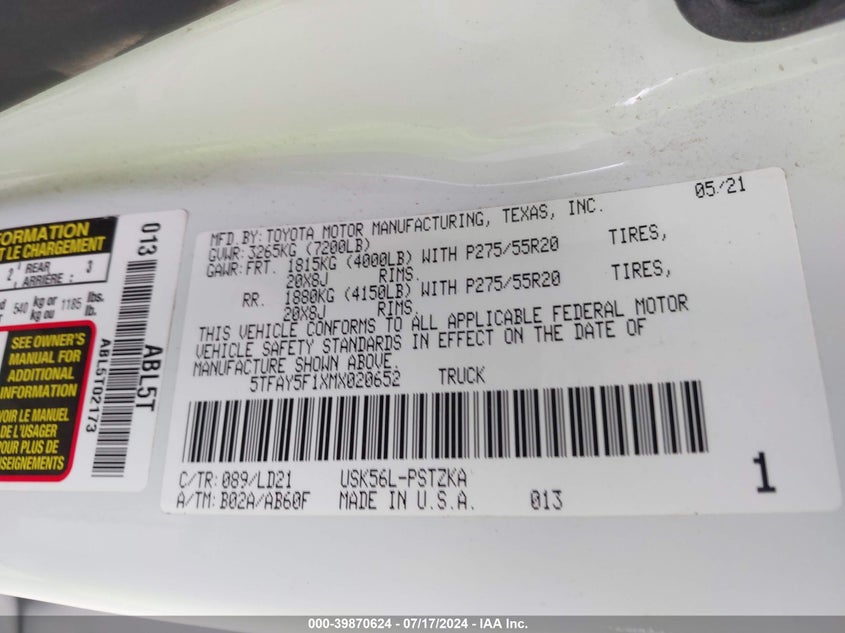 FORMATION
T LE CHARGEMENT
2 REAR ARRIÈRE : 3
540 kg or kg ou 1185 lbs. lb.
SEE OWNER'S
MANUAL FOR
ADDITIONAL
INFORMATION
VOIR LE MANUEL
DE L'USAGER
POUR PLUS DE
RENSEIGNEMENTS
013
ABL5T
ABL5T02173
MFD.BY:TOYOTA MOTOR MANUFACTURING, TEXAS, INC. 05/21
GVWR:3265KG (7200LB)
GAWR:FRT. 1815KG (4000LB) WITH P275/55R20 TIRES,
20X8J RIMS.
RR. 1880KG (4150LB) WITH P275/55R20 TIRES,
20X8J RIMS.
THIS VEHICLE CONFORMS TO ALL APPLICABLE FEDERAL MOTOR
VEHICLE SAFETY STANDARDS IN EFFECT ON THE DATE OF
MANUFACTURE SHOWN ABOVE.
5TFAY5F1XMX020652 TRUCK
C/TR:089/LD21 USK56L-PSTZKA
A/TM:B02A/AB60F MADE IN U.S.A. 013
1
000-39870624 - 07/17/2024 - IAA Inc.